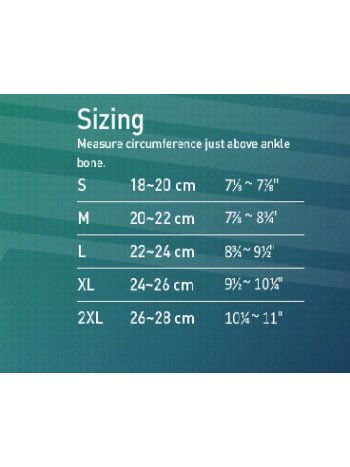 Sizing
Measure circumference just above ankle
bone.
S 18~20 cm 7⅛ ~ 7⅞"
M 20~22 cm 7⅞ ~ 8¾"
L 22~24 cm 8¾ ~ 9½"
XL 24~26 cm 9½ ~ 10¼"
2XL 26~28 cm 10¼ ~ 11"